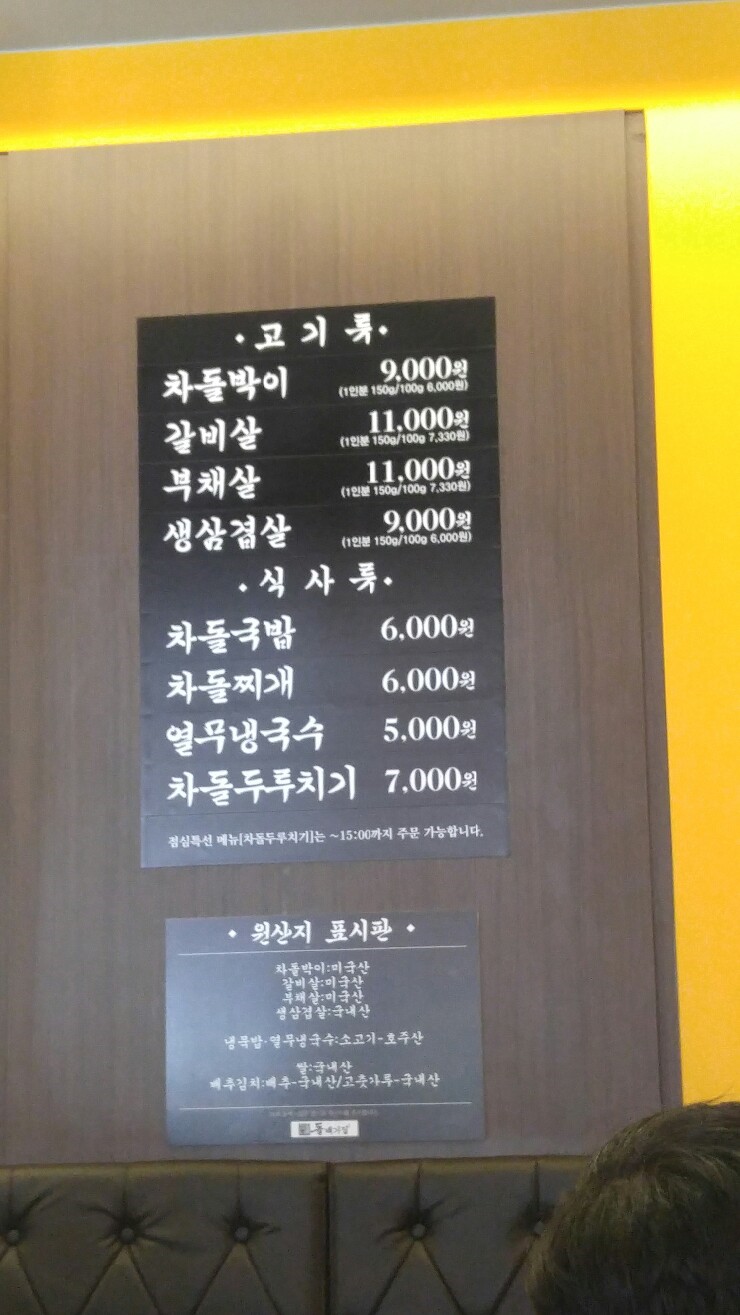 ·고기류·
차돌박이 9,000원
(1인분 150g/100g 6,000원)
갈비살 11,000원
(1인분 150g/100g 7,330원)
부채살 11,000원
(1인분 150g/100g 7,330원)
생삼겹살 9,000원
(1인분 150g/100g 6,000원)
·식사류·
차돌국밥 6,000원
차돌찌개 6,000원
열무냉국수 5,000원
차돌두루치기 7,000원
점심특선 메뉴[차돌두루치기]는 ~15:00까지 주문 가능합니다.
• 원산지 표시판 •
차돌박이:미국산
갈비살:미국산
부채살:미국산
생삼겹살:국내산
냉묵밥·열무냉국수:소고기-호주산
쌀:국내산
배추김치:배추-국내산/고춧가루-국내산